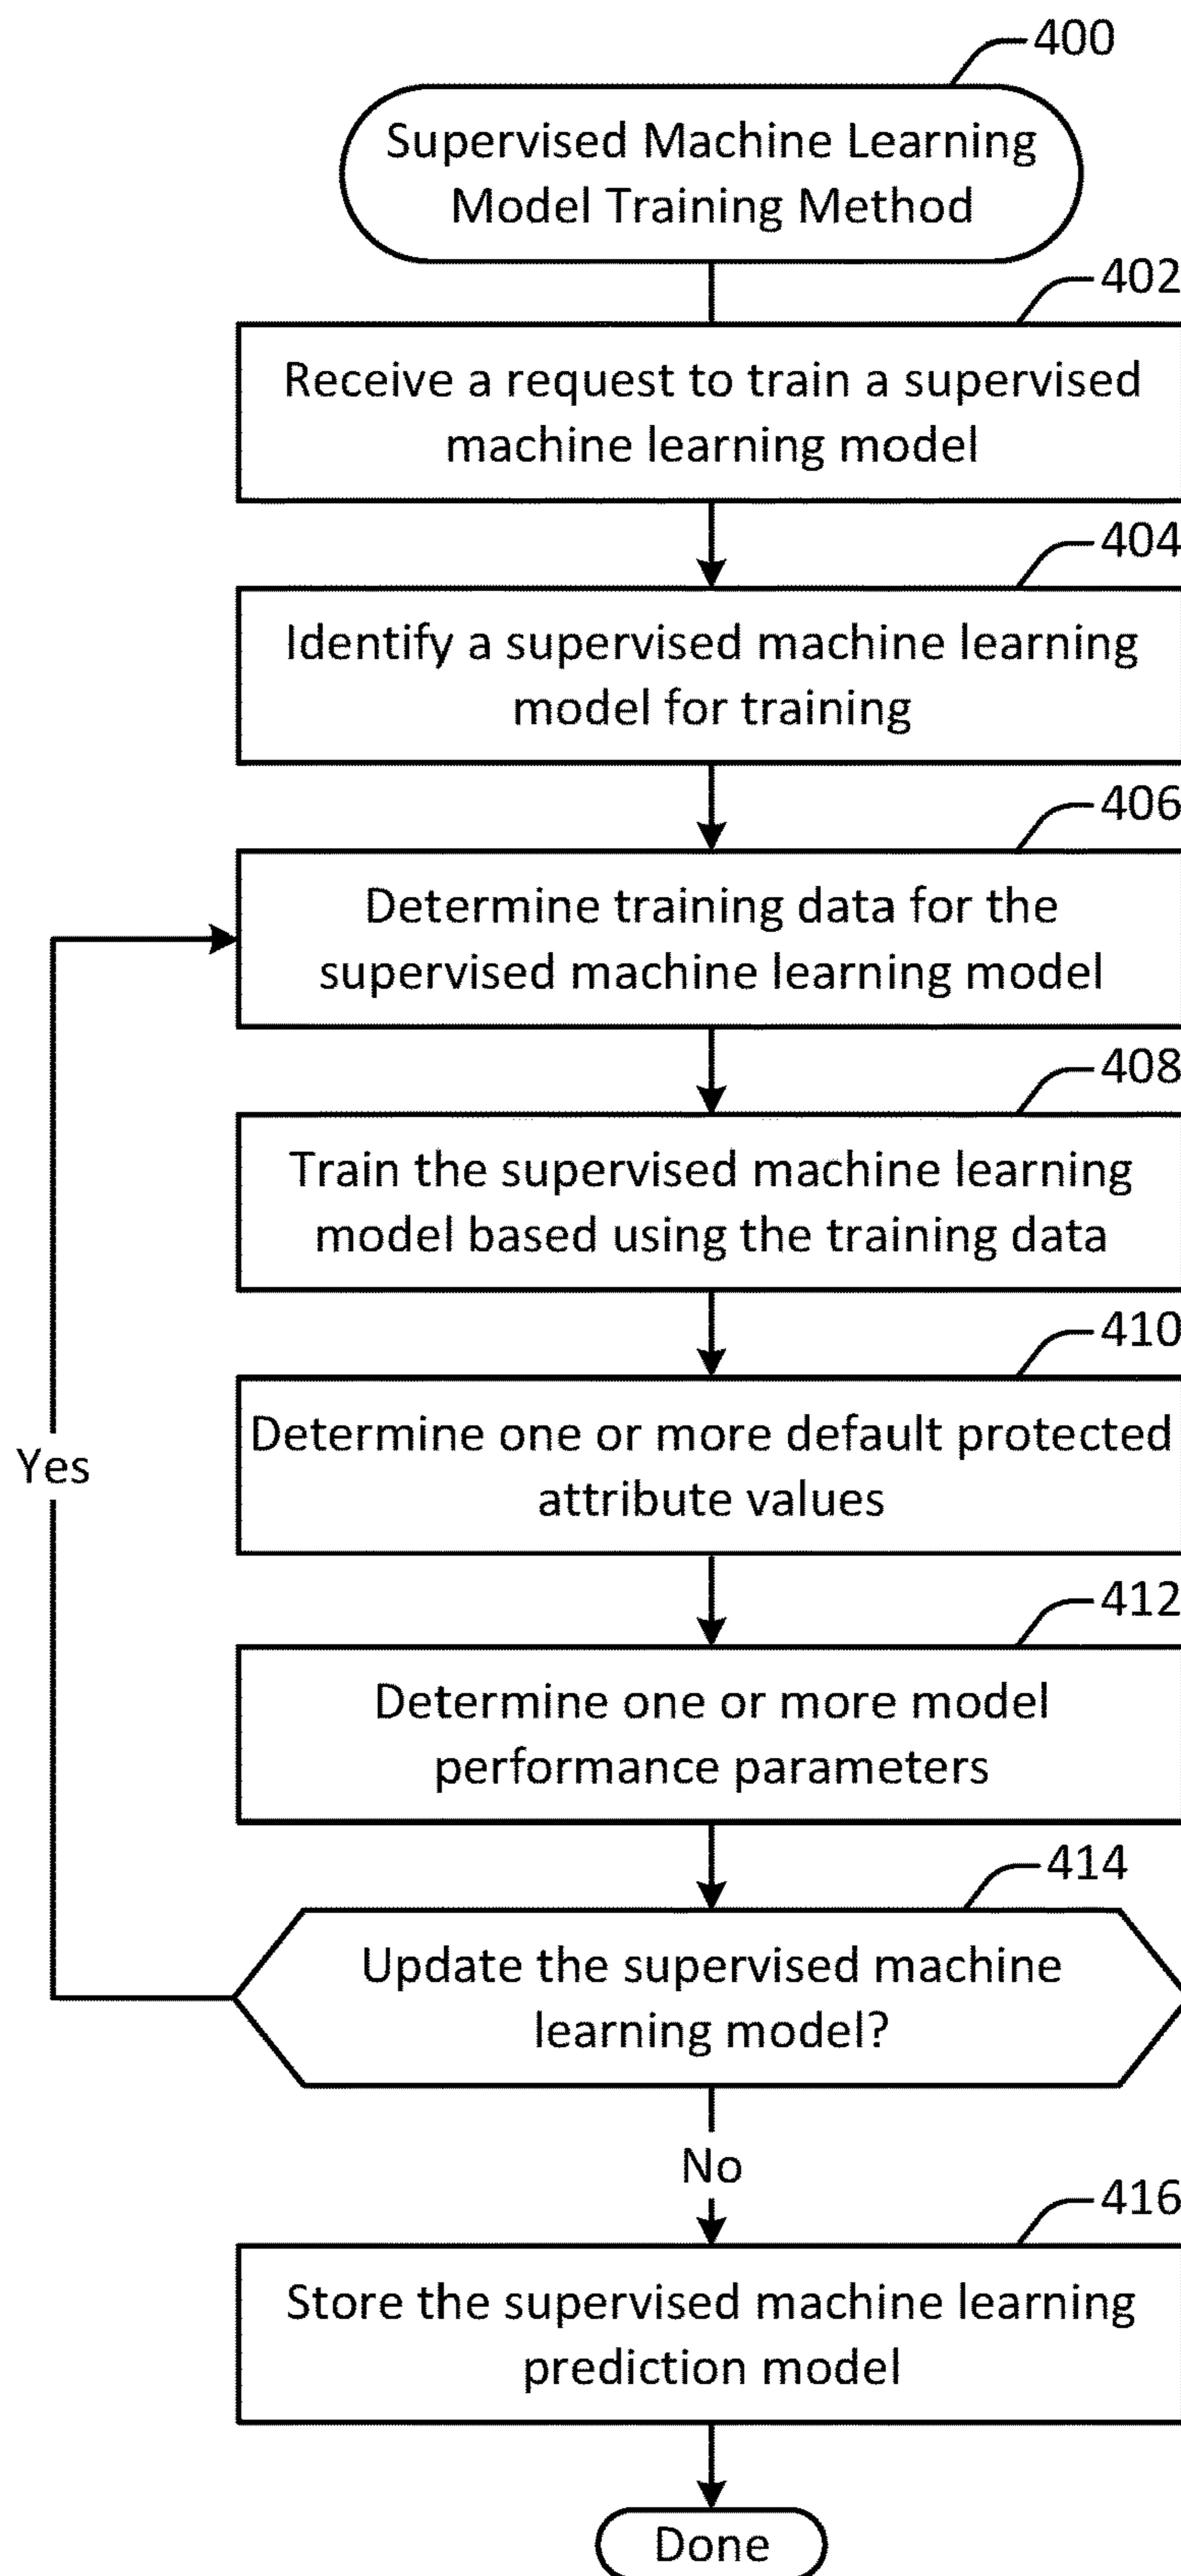 400
Supervised Machine Learning
Model Training Method
402
Receive a request to train a supervised
machine learning model
404
Identify a supervised machine learning
model for training
406
Determine training data for the
supervised machine learning model
408
Train the supervised machine learning
model based using the training data
410
Determine one or more default protected
attribute values
Yes
412
Determine one or more model
performance parameters
414
Update the supervised machine
learning model?
No
416
Store the supervised machine learning
prediction model
Done